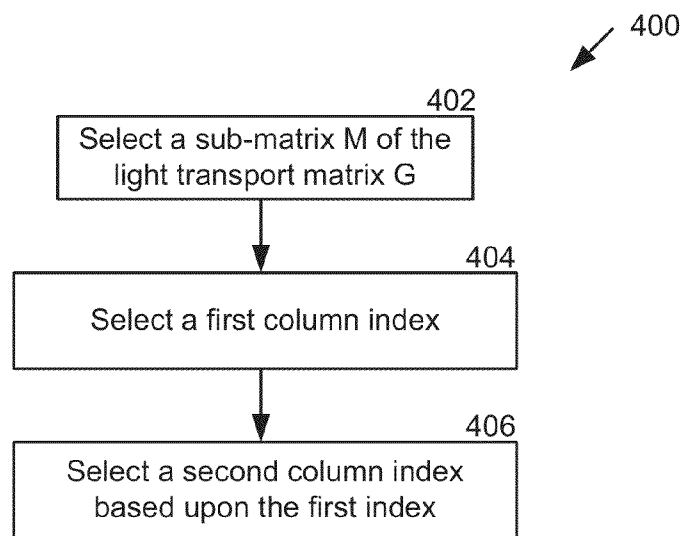 400
402
Select a sub-matrix M of the
light transport matrix G
404
Select a first column index
406
Select a second column index
based upon the first index